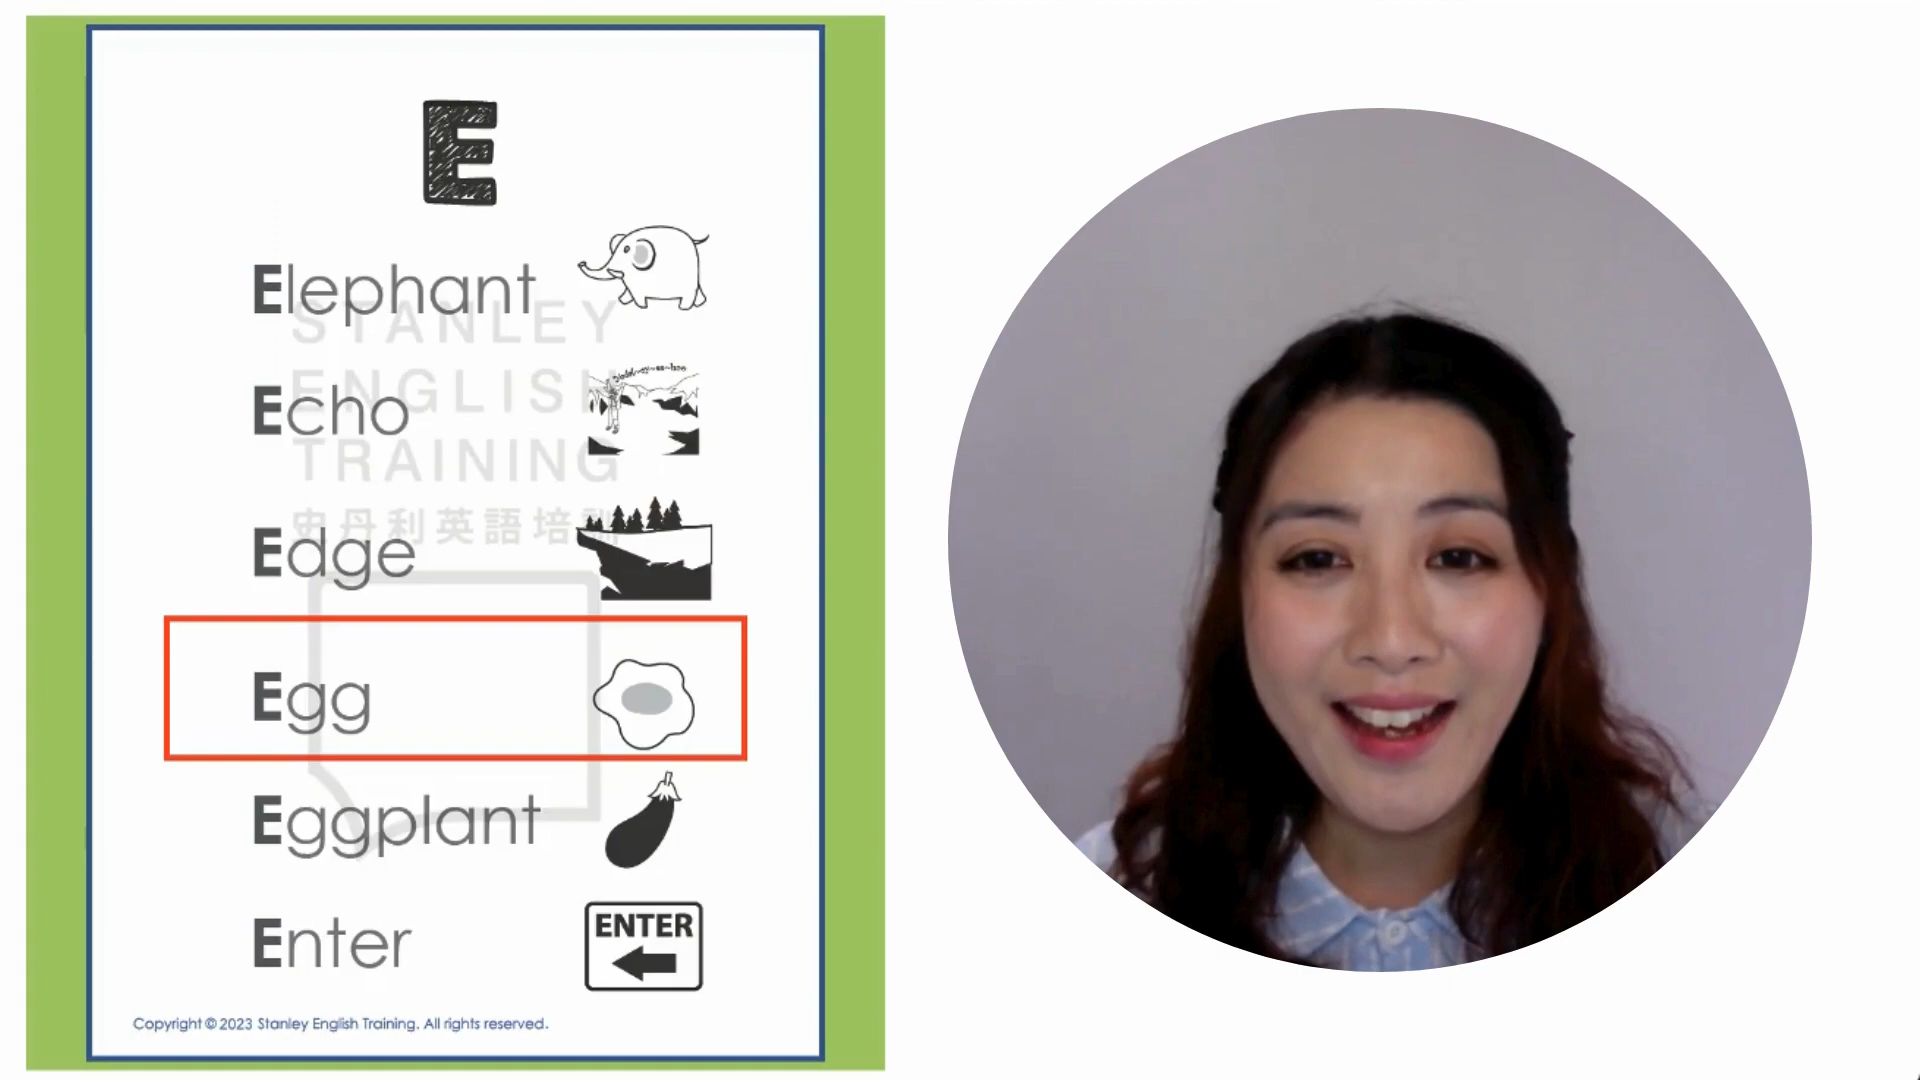 E
Elephant
STANLEY
Echo
ENGLISH
TRAINING
史丹利英語培訓
Edge
Egg
Eggplant
Enter
ENTER
Copyright © 2023 Stanley English Training. All rights reserved.